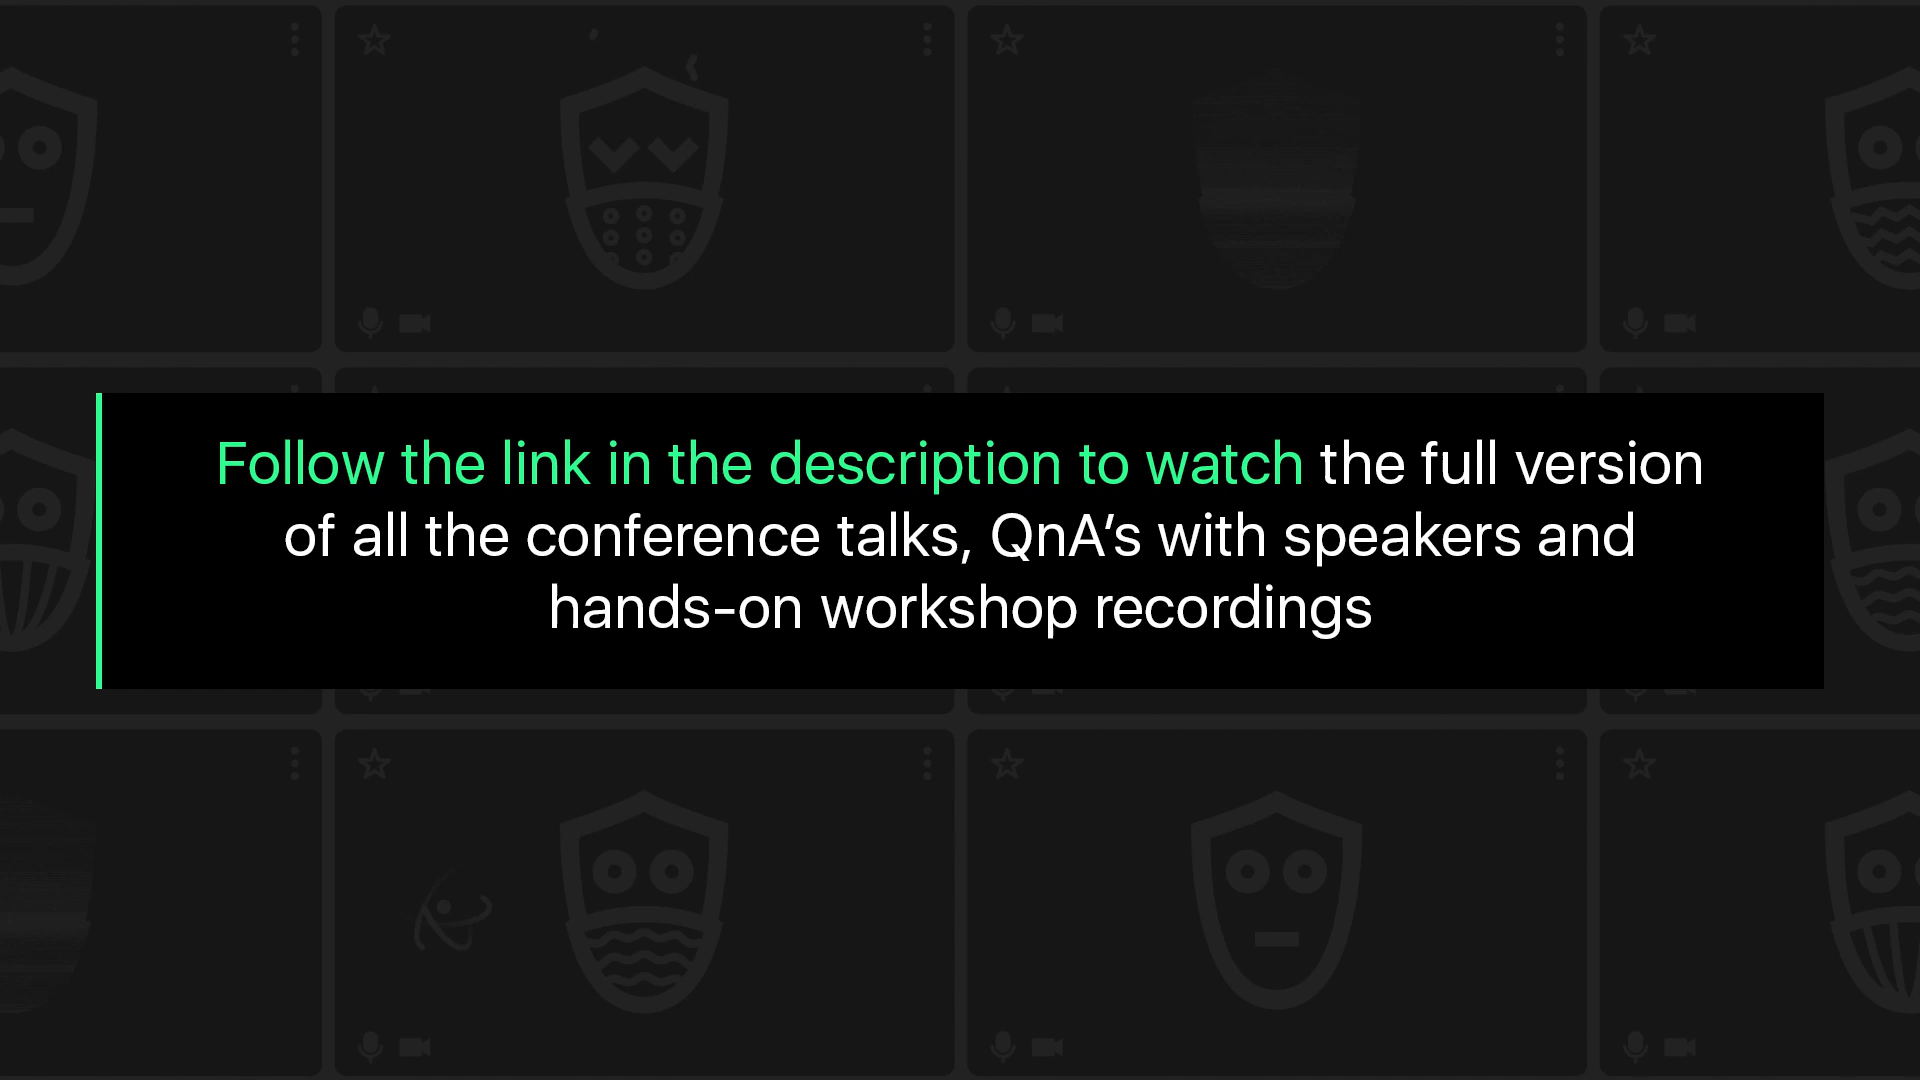 Follow the link in the description to watch the full version
of all the conference talks, QnA’s with speakers and
hands-on workshop recordings